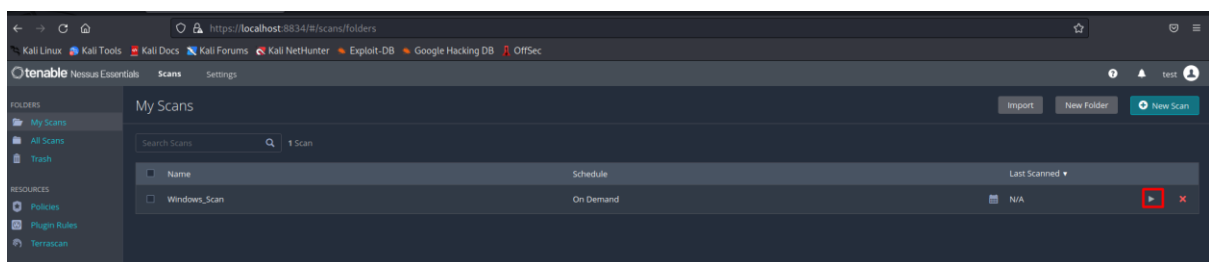 https://localhost:8834/#/scans/folders
Kali Linux Kali Tools Kali Docs Kali Forums Kali NetHunter Exploit-DB Google Hacking DB OffSec
tenable Nessus Essentials Scans Settings ? test
FOLDERS
My Scans
All Scans
Trash
RESOURCES
Policies
Plugin Rules
Terrascan
My Scans Import New Folder New Scan
Search Scans 1 Scan
Name Schedule Last Scanned
Windows_Scan On Demand N/A